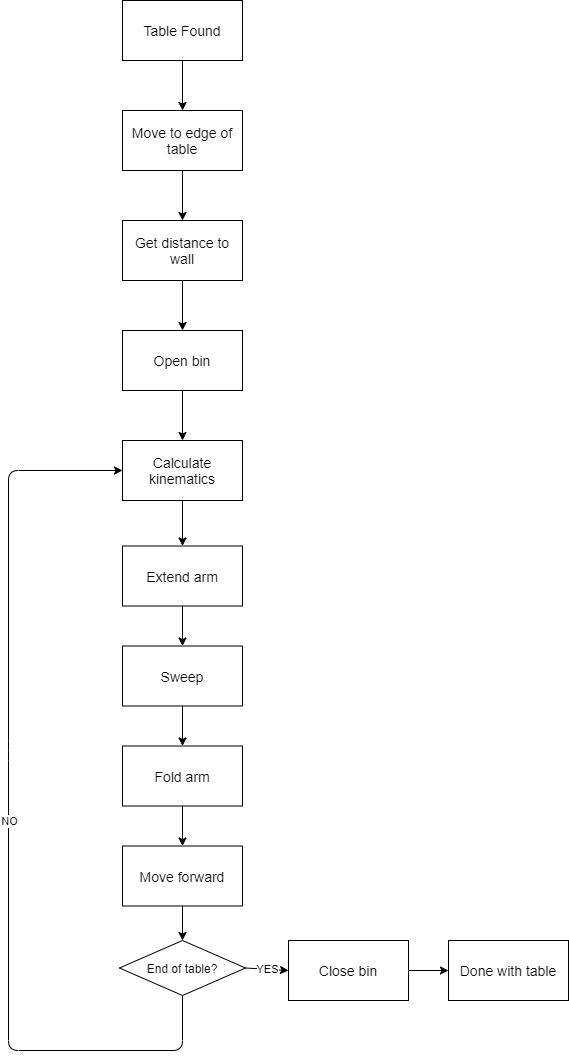 Table Found
Move to edge of
table
Get distance to
wall
Open bin
Calculate
kinematics
Extend arm
Sweep
Fold arm
NO
Move forward
End of table?
YES
Close bin
Done with table